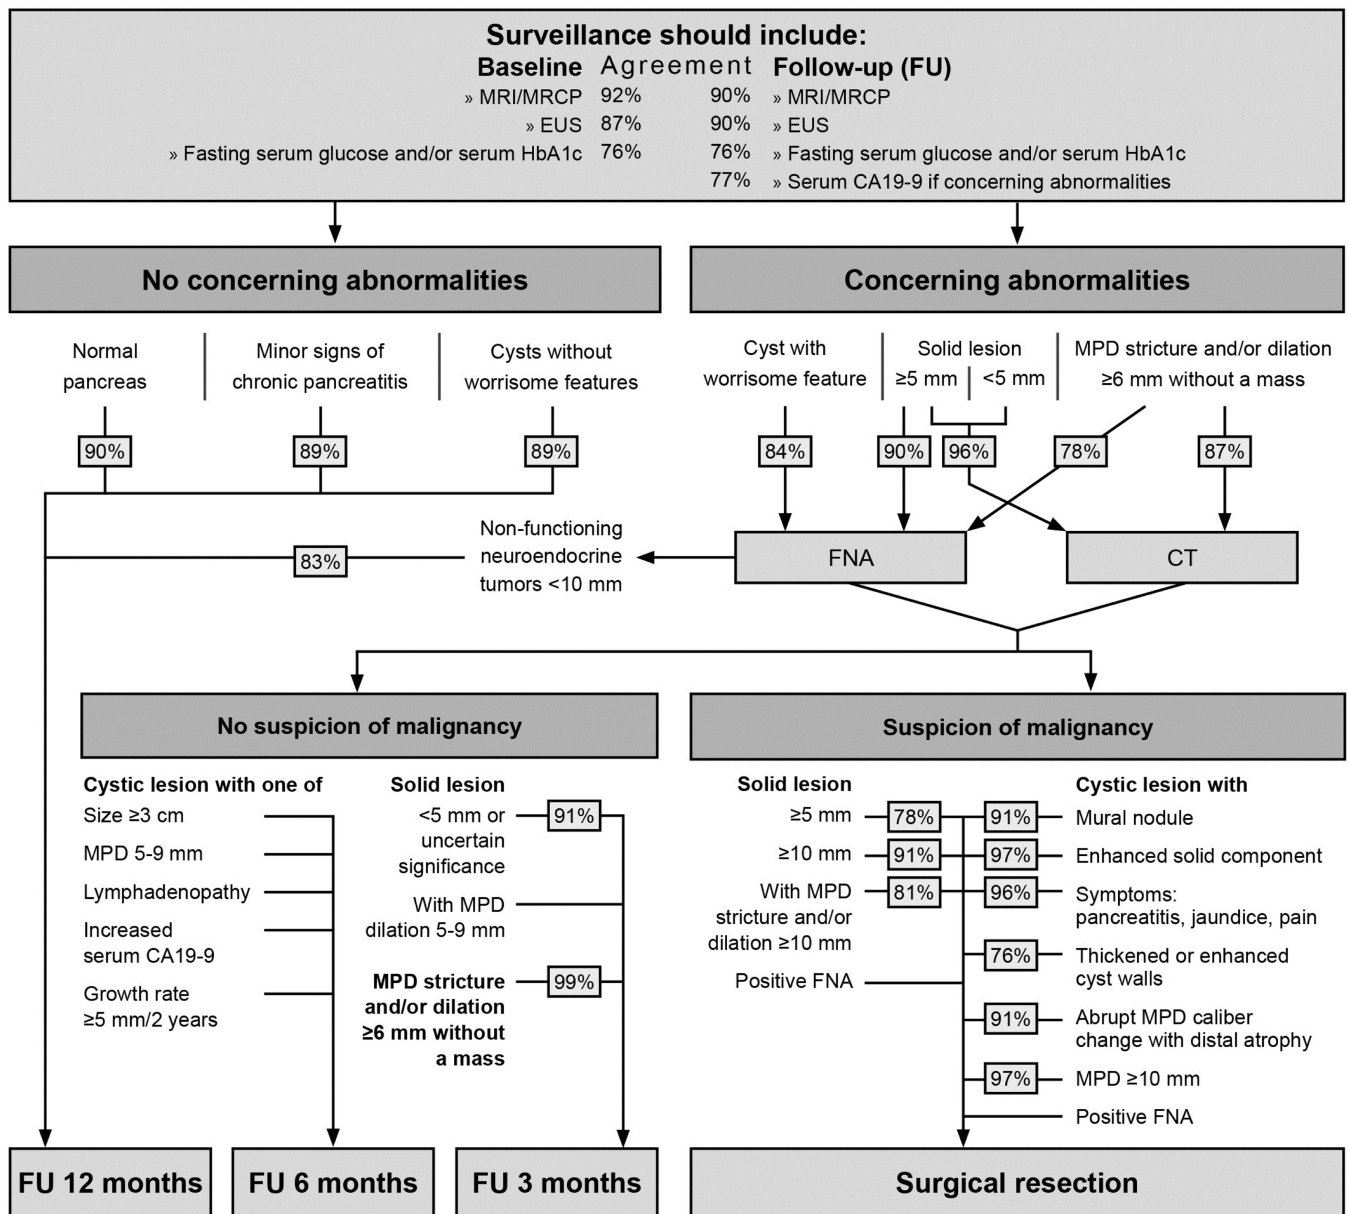 Surveillance should include:
Baseline Agreement Follow-up (FU)
» MRI/MRCP 92% 90% » MRI/MRCP
» EUS 87% 90% » EUS
» Fasting serum glucose and/or serum HbA1c 76% 76% » Fasting serum glucose and/or serum HbA1c
77% » Serum CA19-9 if concerning abnormalities
No concerning abnormalities
Concerning abnormalities
Normal
pancreas
Minor signs of
chronic pancreatitis
Cysts without
worrisome features
Cyst with
worrisome feature
Solid lesion
≥5 mm <5 mm
MPD stricture and/or dilation
≥6 mm without a mass
90% 89% 89% 84% 90% 96% 78% 87%
Non-functioning
neuroendocrine
tumors <10 mm
83%
FNA
CT
No suspicion of malignancy
Suspicion of malignancy
Cystic lesion with one of
Size ≥3 cm
MPD 5-9 mm
Lymphadenopathy
Increased
serum CA19-9
Growth rate
≥5 mm/2 years
Solid lesion
<5 mm or 91%
uncertain
significance
With MPD
dilation 5-9 mm
MPD stricture 99%
and/or dilation
≥6 mm without
a mass
Solid lesion
≥5 mm 78%
≥10 mm 91%
With MPD 81%
stricture and/or
dilation ≥10 mm
Positive FNA
Cystic lesion with
91% Mural nodule
97% Enhanced solid component
96% Symptoms:
pancreatitis, jaundice, pain
76% Thickened or enhanced
cyst walls
91% Abrupt MPD caliber
change with distal atrophy
97% MPD ≥10 mm
Positive FNA
FU 12 months
FU 6 months
FU 3 months
Surgical resection